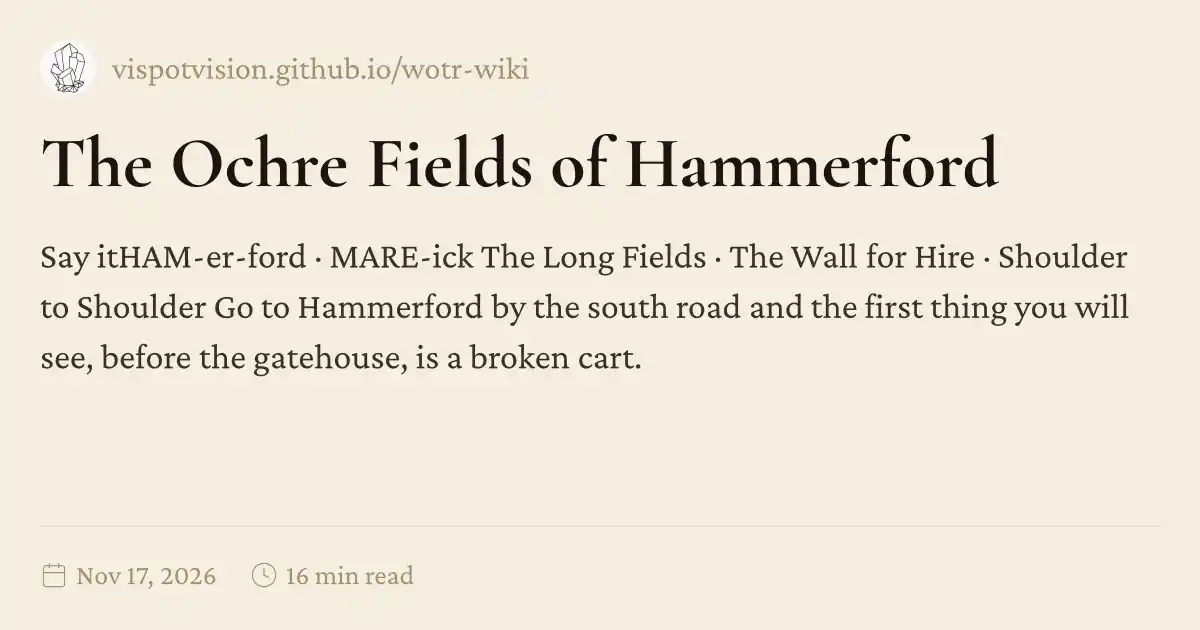 vispotvision.github.io/wotr-wiki
The Ochre Fields of Hammerford
Say itHAM-er-ford · MARE-ick The Long Fields · The Wall for Hire · Shoulder
to Shoulder Go to Hammerford by the south road and the first thing you will
see, before the gatehouse, is a broken cart.
Nov 17, 2026 16 min read